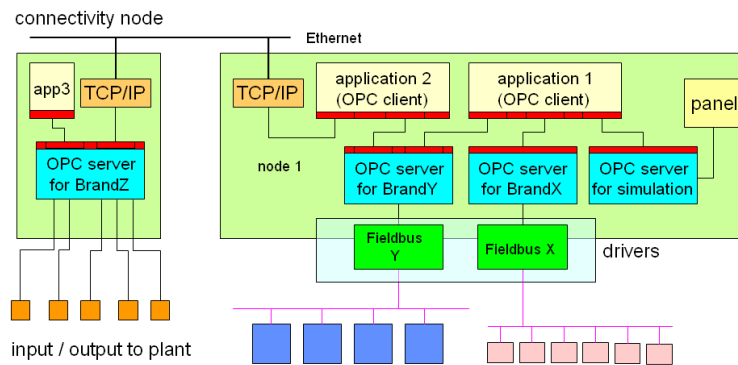 connectivity node
Ethernet
app3
TCP/IP
TCP/IP
application 2
(OPC client)
application 1
(OPC client)
panel
node 1
OPC server
for BrandZ
OPC server
for BrandY
OPC server
for BrandX
OPC server
for simulation
Fieldbus
Y
Fieldbus X
drivers
input / output to plant